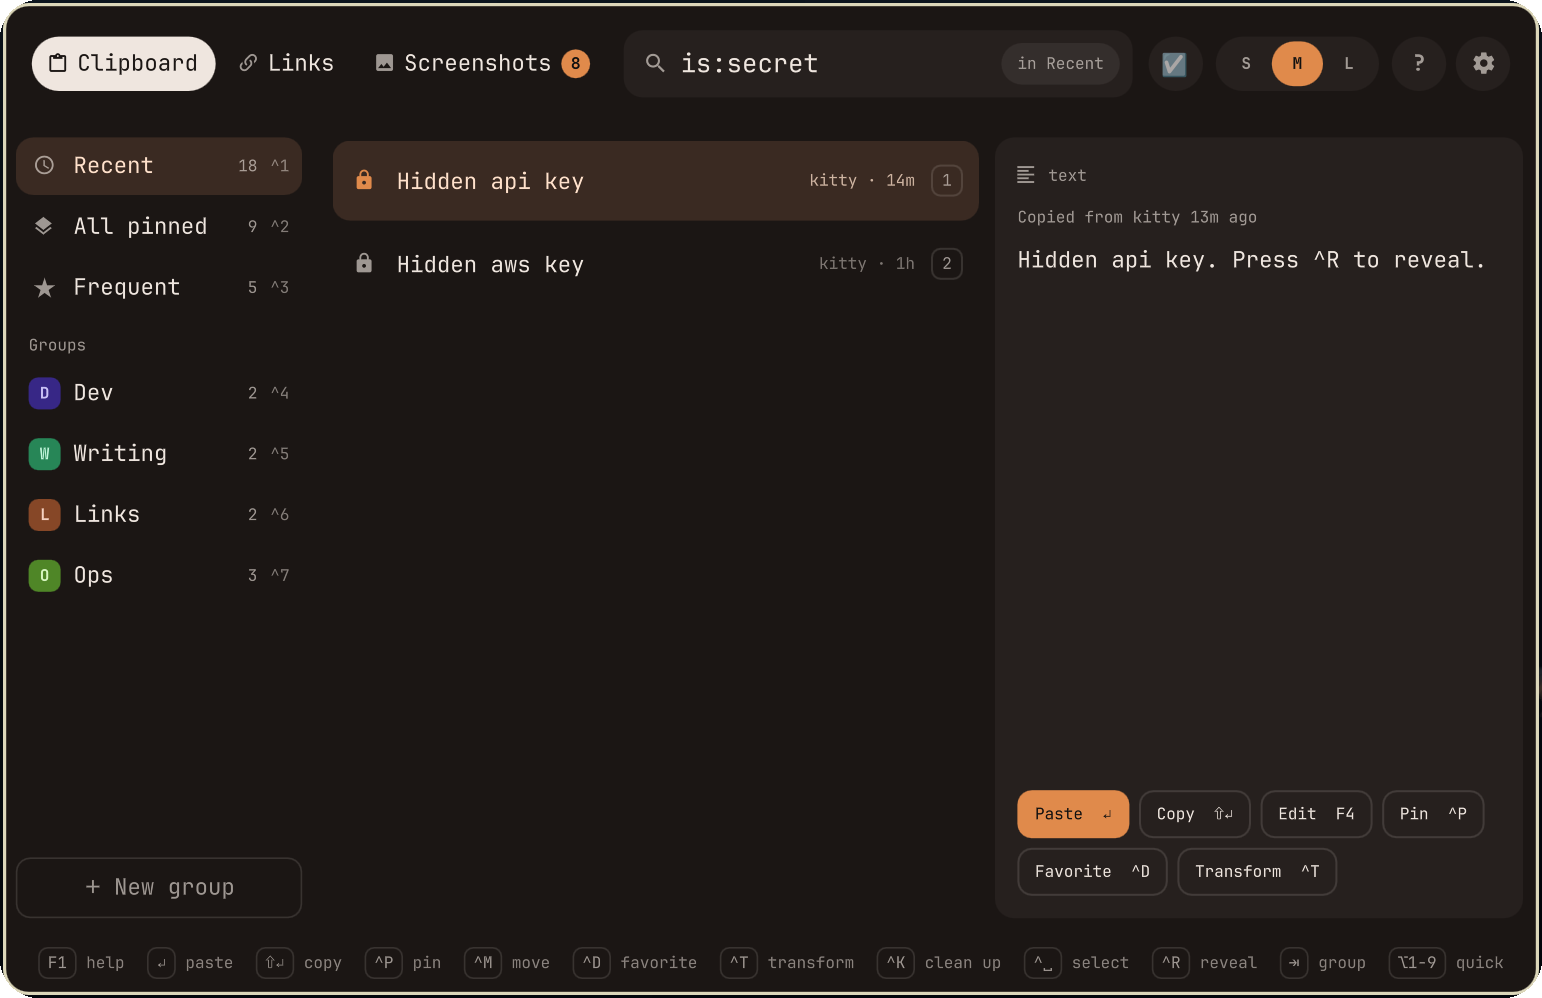 Clipboard Links Screenshots 8 is:secret in Recent S M L ?
Recent 18 ^1
All pinned 9 ^2
Frequent 5 ^3
Groups
D Dev 2 ^4
W Writing 2 ^5
L Links 2 ^6
O Ops 3 ^7
+ New group
Hidden api key kitty · 14m 1
Hidden aws key kitty · 1h 2
text
Copied from kitty 13m ago
Hidden api key. Press ^R to reveal.
Paste ↲ Copy ⇧↲ Edit F4 Pin ^P
Favorite ^D Transform ^T
F1 help ↲ paste ⇧↲ copy ^P pin ^M move ^D favorite ^T transform ^K clean up ^␣ select ^R reveal ⇥ group ⌥1-9 quick